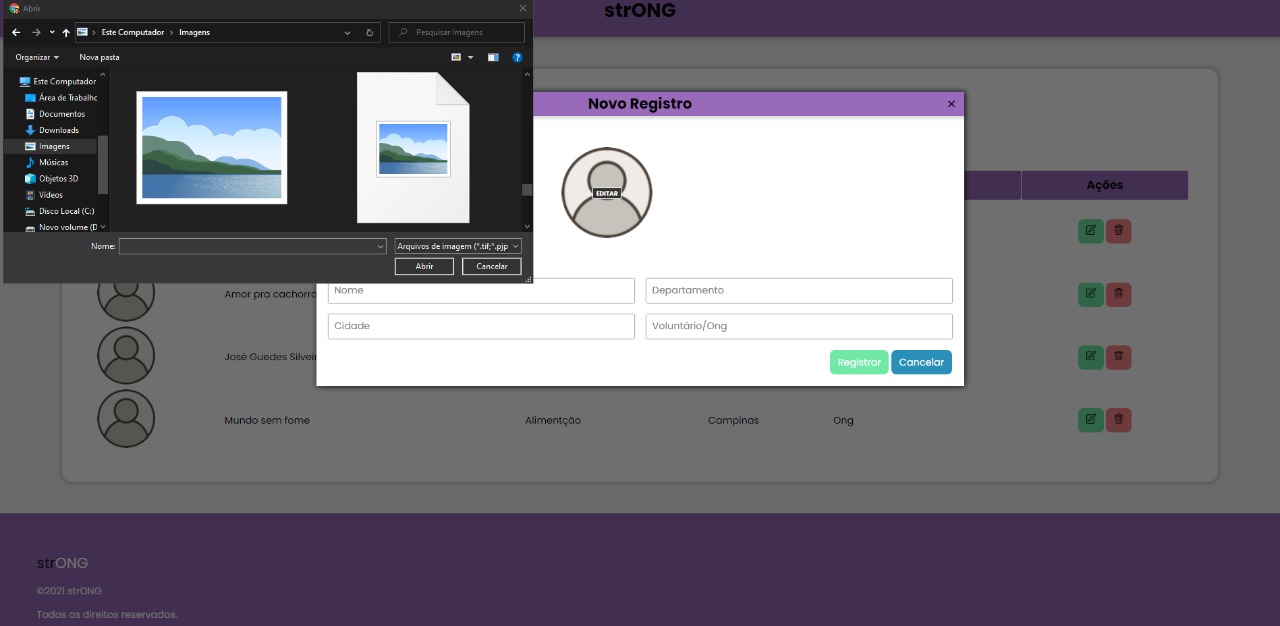 Abrir
strONG
Este Computador
Imagens
Pesquisar Imagens
Organizar
Nova pasta
Este Computador
Área de Trabalho
Documentos
Downloads
Imagens
Músicas
Objetos 3D
Vídeos
Disco Local (C:)
Novo volume (D
Nome:
Arquivos de imagem (*.tif;*.pjp
Abrir
Cancelar
Novo Registro
×
EDITAR
Nome
Departamento
Cidade
Voluntário/Ong
Registrar
Cancelar
Ações
Amor pra cachorro
José Guedes Silvei
Mundo sem fome
Alimentção
Campinas
Ong
strONG
©2021 strONG
Todos os direitos reservados.